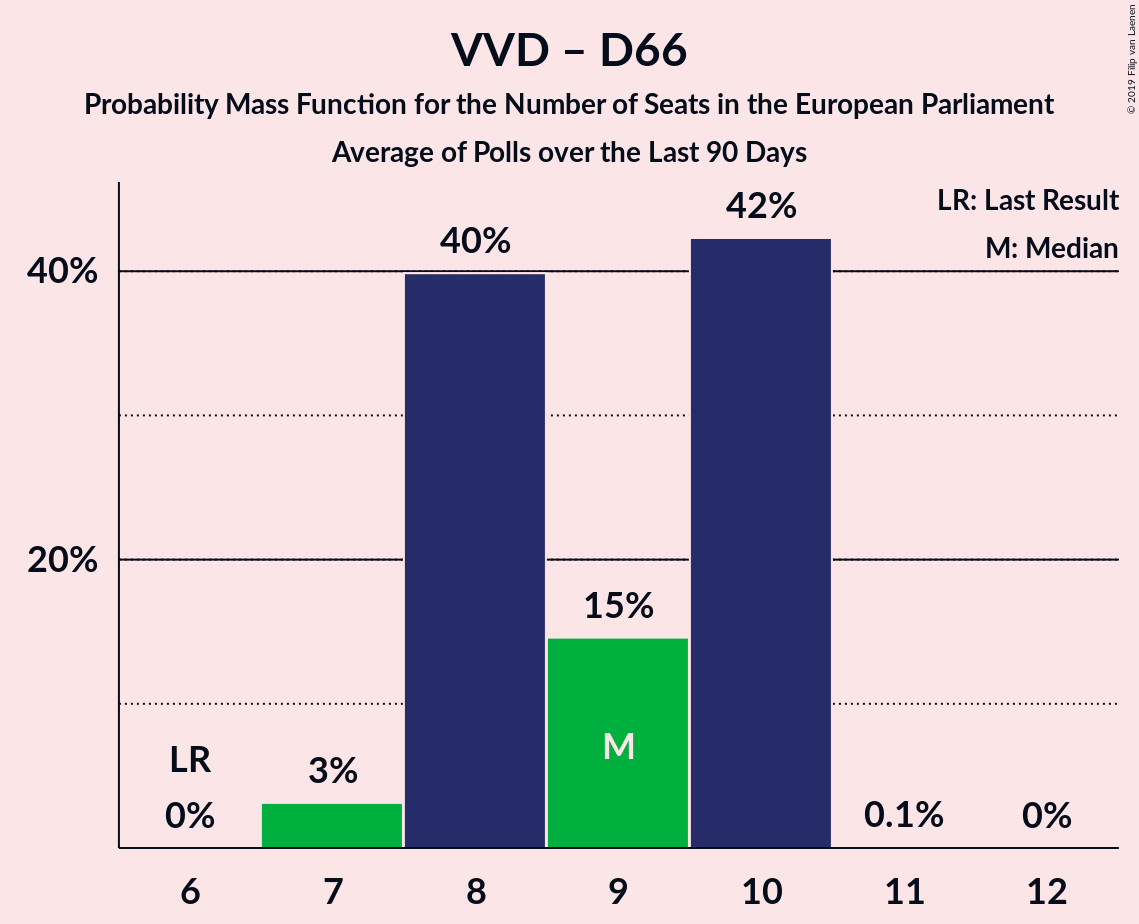 VVD – D66
Probability Mass Function for the Number of Seats in the European Parliament
Average of Polls over the Last 90 Days
© 2019 Filip van Laenen
LR: Last Result
M: Median
42%
40%
40%
20%
15%
M
LR
3%
0%
0.1%
0%
6 7 8 9 10 11 12